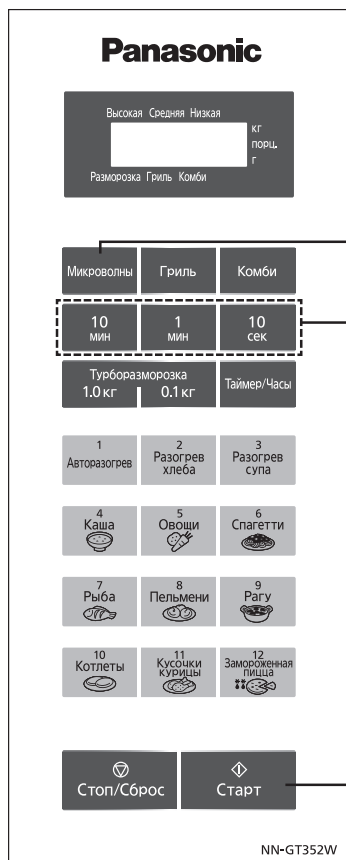 Panasonic
Высокая Средняя Низкая
кг
порц.
г
Разморозка Гриль Комби
Микроволны Гриль Комби
10 мин
1 мин
10 сек
Турборазморозка
1.0 кг 0.1 кг
Таймер/Часы
1
Авторазогрев
2
Разогрев
хлеба
3
Разогрев
супа
4
Каша
5
Овощи
6
Спагетти
7
Рыба
8
Пельмени
9
Рагу
10
Котлеты
11
Кусочки
курицы
12
Замороженная
пицца
Стоп/Сброс
Старт
NN-GT352W